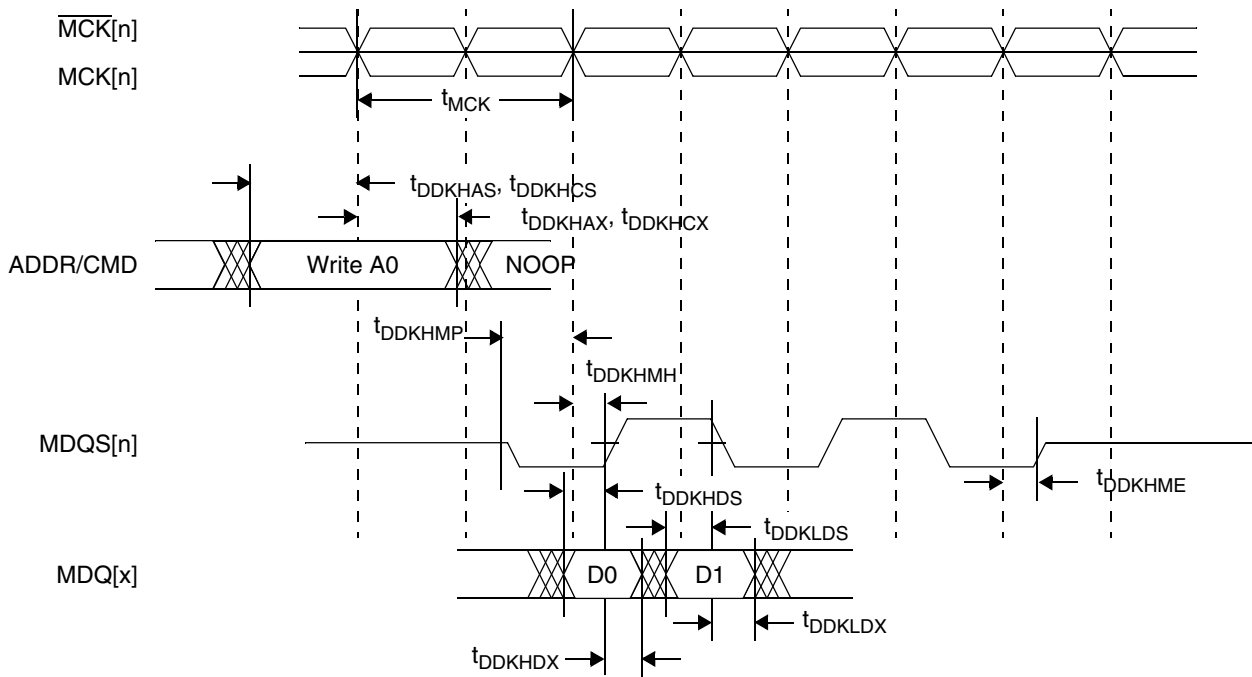 MCK[n]
MCK[n]
tMCK
tDDKHAS, tDDKHCS
tDDKHAX, tDDKHCX
ADDR/CMD
Write A0
NOOP
tDDKHMP
tDDKHMH
MDQS[n]
tDDKHME
tDDKHDS
tDDKLDS
MDQ[x]
D0
D1
tDDKLDX
tDDKHDX